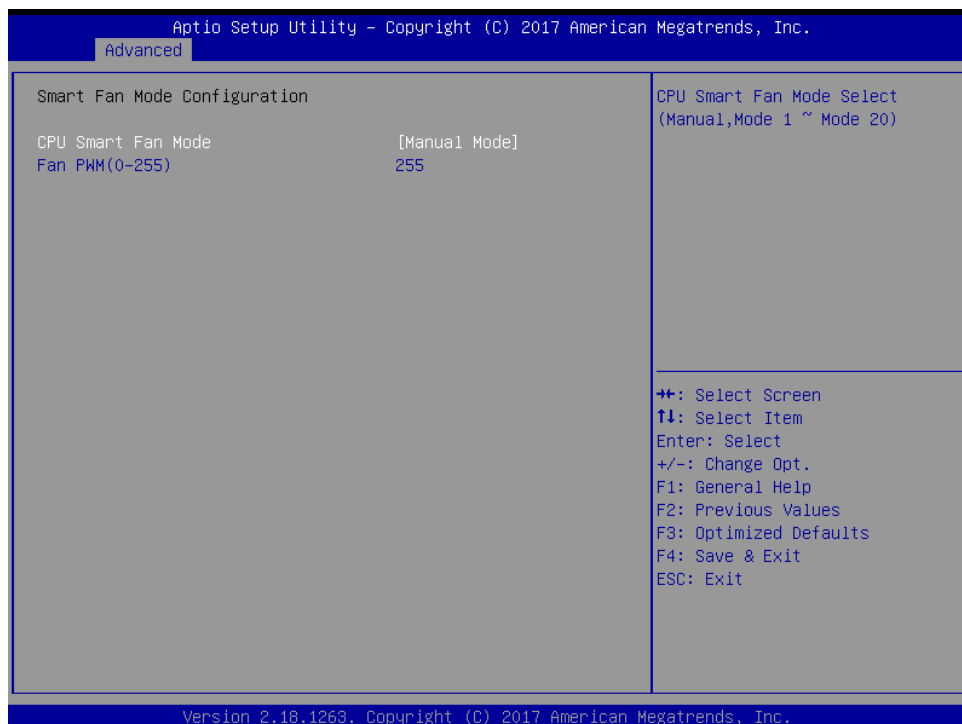 Aptio Setup Utility – Copyright (C) 2017 American Megatrends, Inc.
Advanced
Smart Fan Mode Configuration
CPU Smart Fan Mode [Manual Mode]
Fan PWM(0-255) 255
CPU Smart Fan Mode Select
(Manual,Mode 1 ~ Mode 20)
→←: Select Screen
↑↓: Select Item
Enter: Select
+/-: Change Opt.
F1: General Help
F2: Previous Values
F3: Optimized Defaults
F4: Save & Exit
ESC: Exit
Version 2.18.1263. Copyright (C) 2017 American Megatrends, Inc.